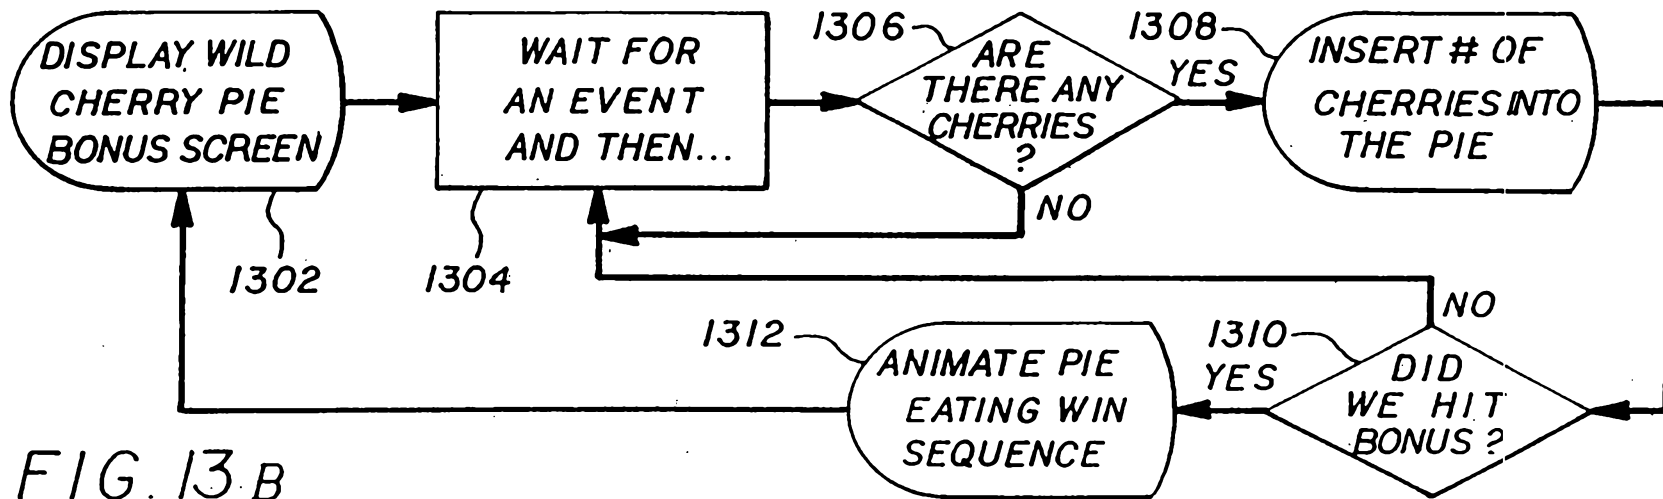 DISPLAY WILD
CHERRY PIE
BONUS SCREEN
1302
WAIT FOR
AN EVENT
AND THEN...
1304
1306
ARE
THERE ANY
CHERRIES
?
YES
NO
1308
INSERT # OF
CHERRIES INTO
THE PIE
1310
DID
WE HIT
BONUS?
NO
YES
1312
ANIMATE PIE
EATING WIN
SEQUENCE
FIG. 13B